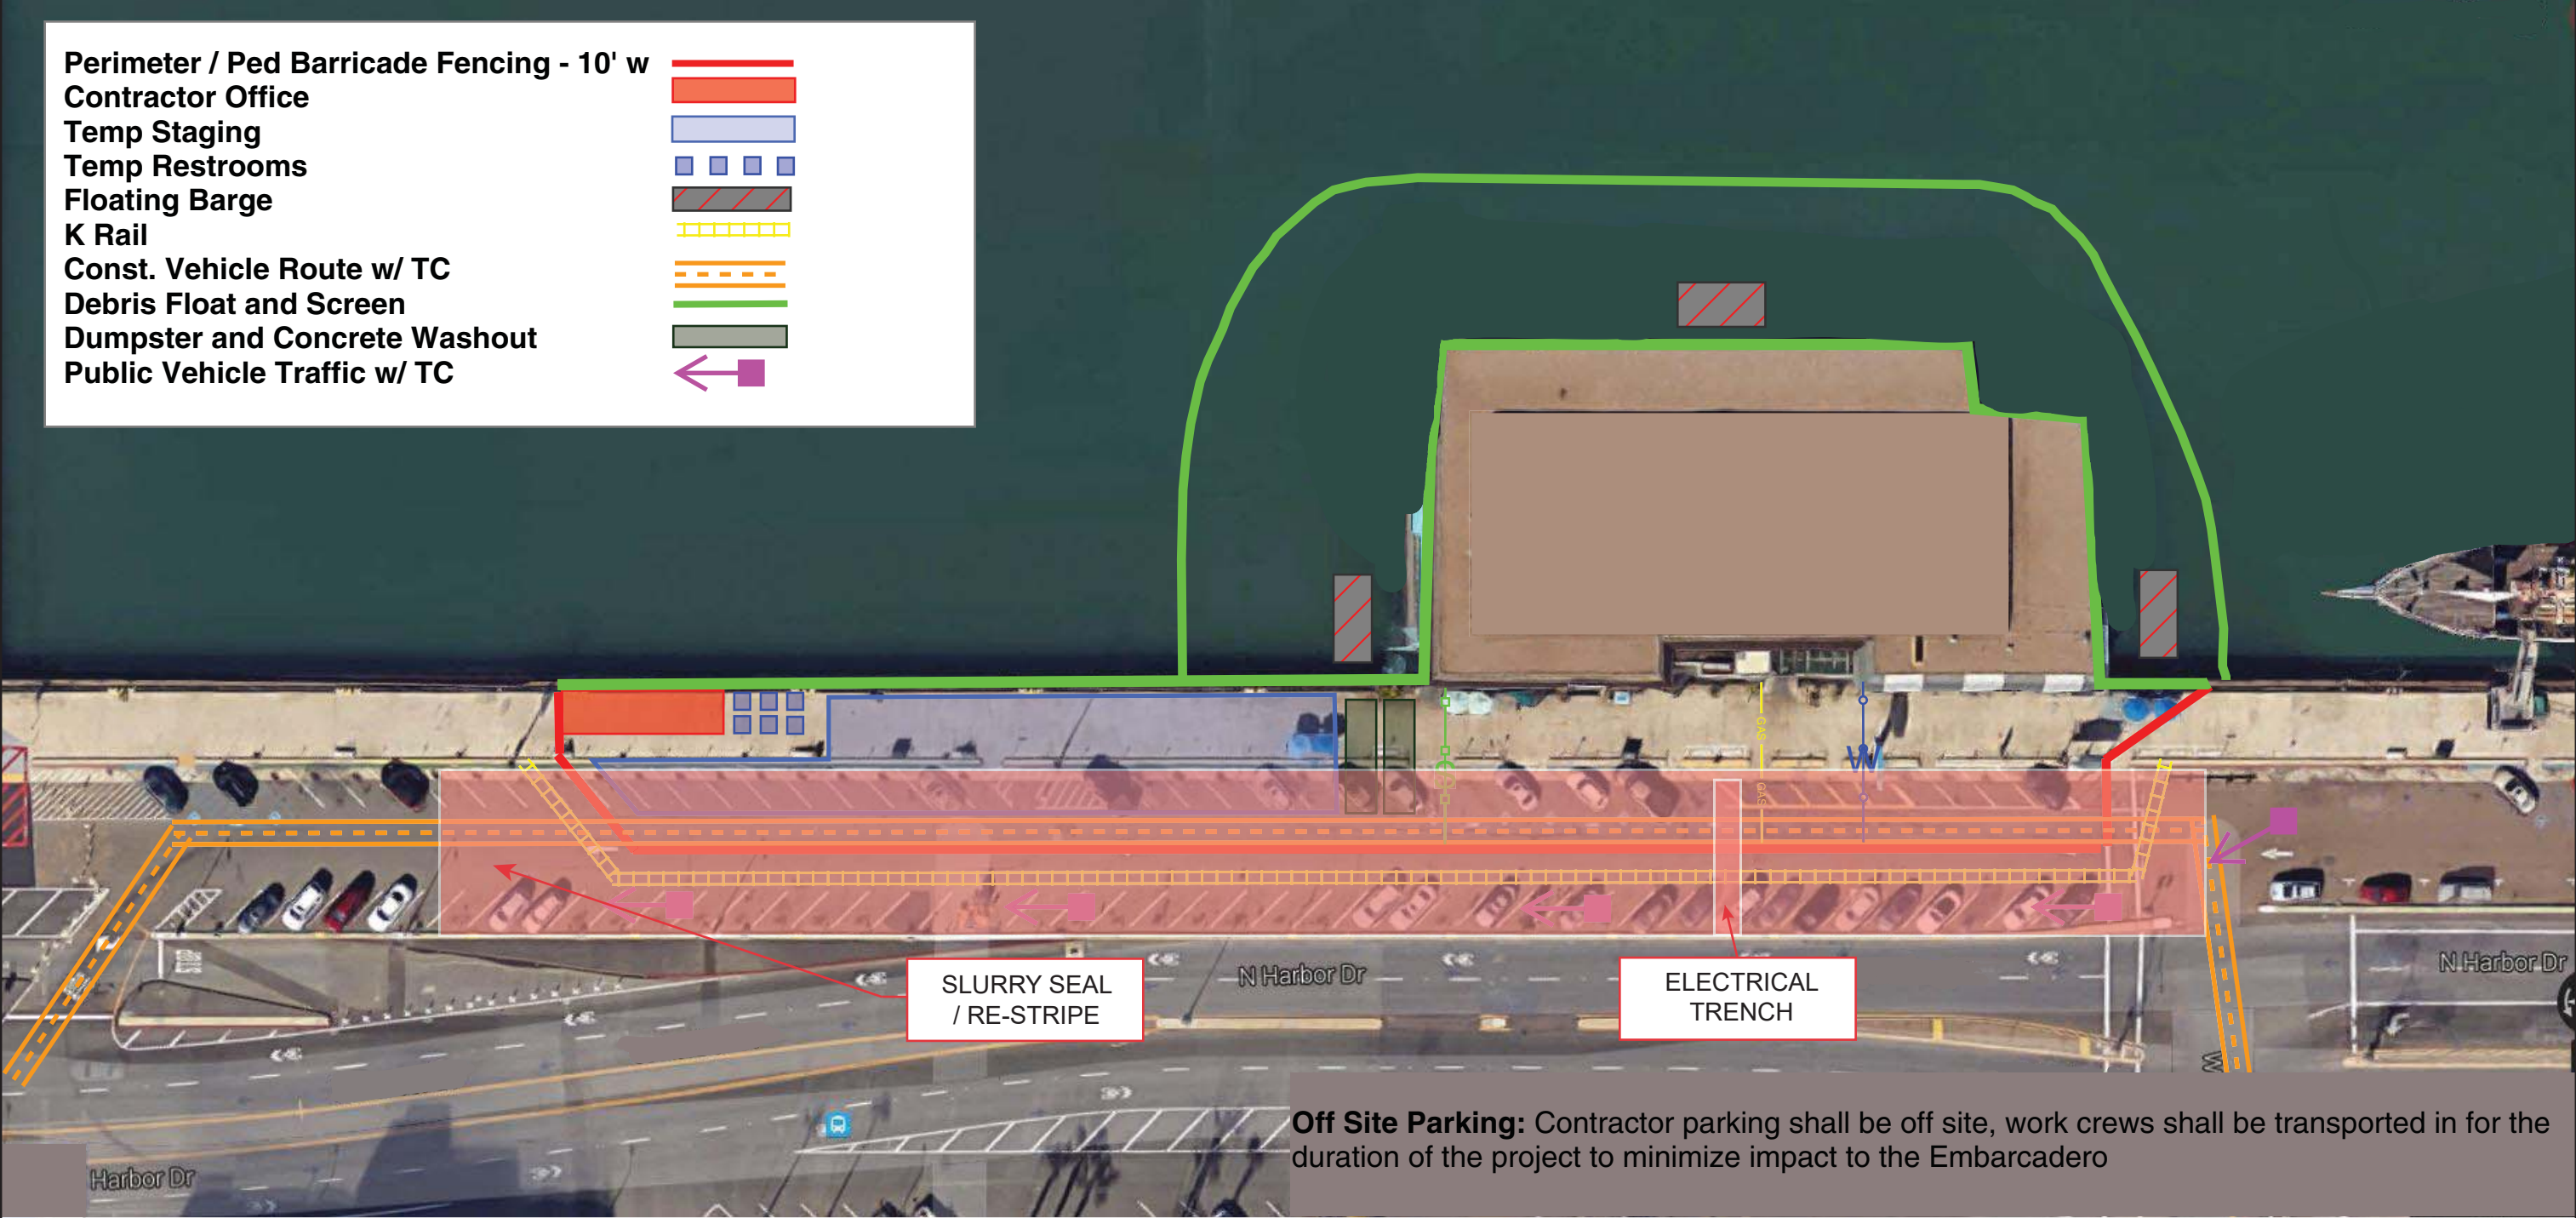 Perimeter / Ped Barricade Fencing - 10' w
Contractor Office
Temp Staging
Temp Restrooms
Floating Barge
K Rail
Const. Vehicle Route w/ TC
Debris Float and Screen
Dumpster and Concrete Washout
Public Vehicle Traffic w/ TC
GAS
W
GAS
STOP
SLURRY SEAL
/ RE-STRIPE
N Harbor Dr
ELECTRICAL
TRENCH
N Harbor Dr
W
Off Site Parking: Contractor parking shall be off site, work crews shall be transported in for the
duration of the project to minimize impact to the Embarcadero
Harbor Dr